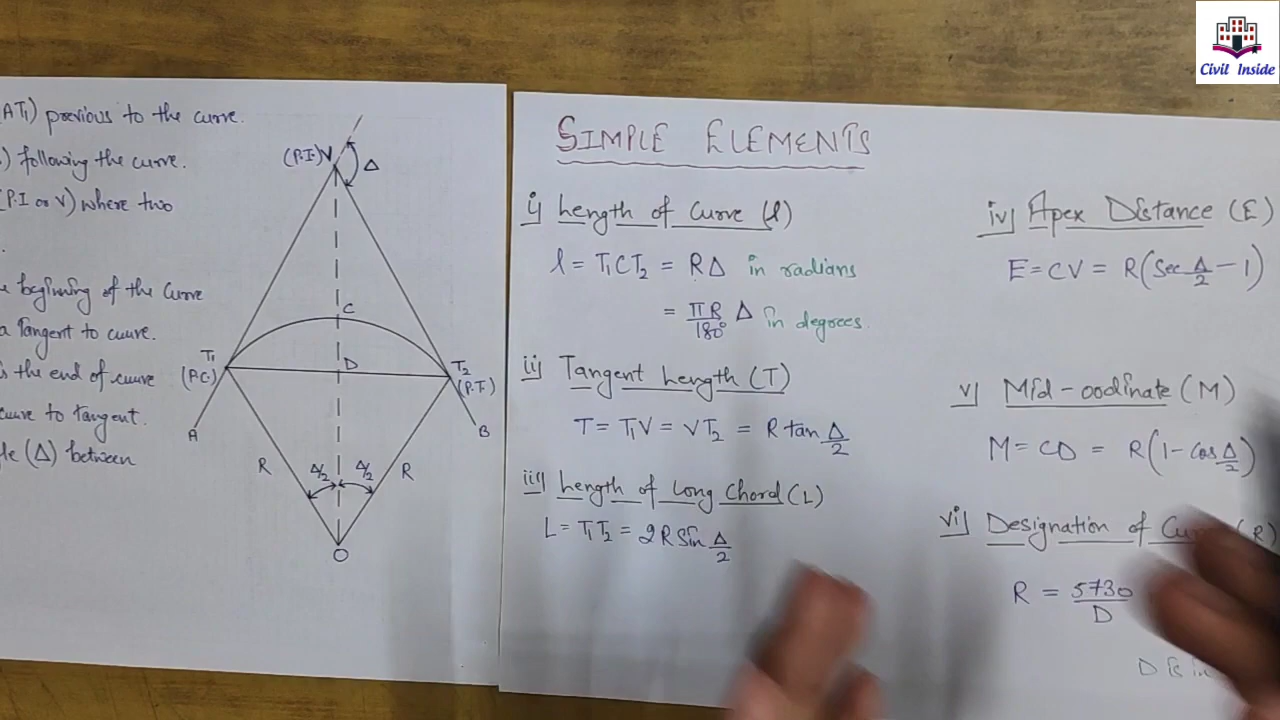 Civil Inside
AT₁) previous to the curve.
) following the curve.
(P.I or V) where two
beginning of the curve
a Tangent to curve.
the end of curve
curve to tangent.
(Δ) between
(P.I) V
Δ
C
T₁
(P.C.)
D
T₂
(P.T)
A
B
R
Δ/2
Δ/2
R
O
SIMPLE ELEMENTS
i) Length of Curve (l)
l = T₁CT₂ = RΔ in radians
= πR/180° Δ in degrees.
ii) Tangent Length (T)
T = T₁V = VT₂ = R tan Δ/2
iii) Length of Long Chord (L)
L = T₁T₂ = 2R Sin Δ/2
iv) Apex Distance (E)
E = CV = R(Sec Δ/2 - 1)
v) Mid-oodinate (M)
M = CD = R(1 - Cos Δ/2)
vi) Designation of R)
R = 5730/D
D is in